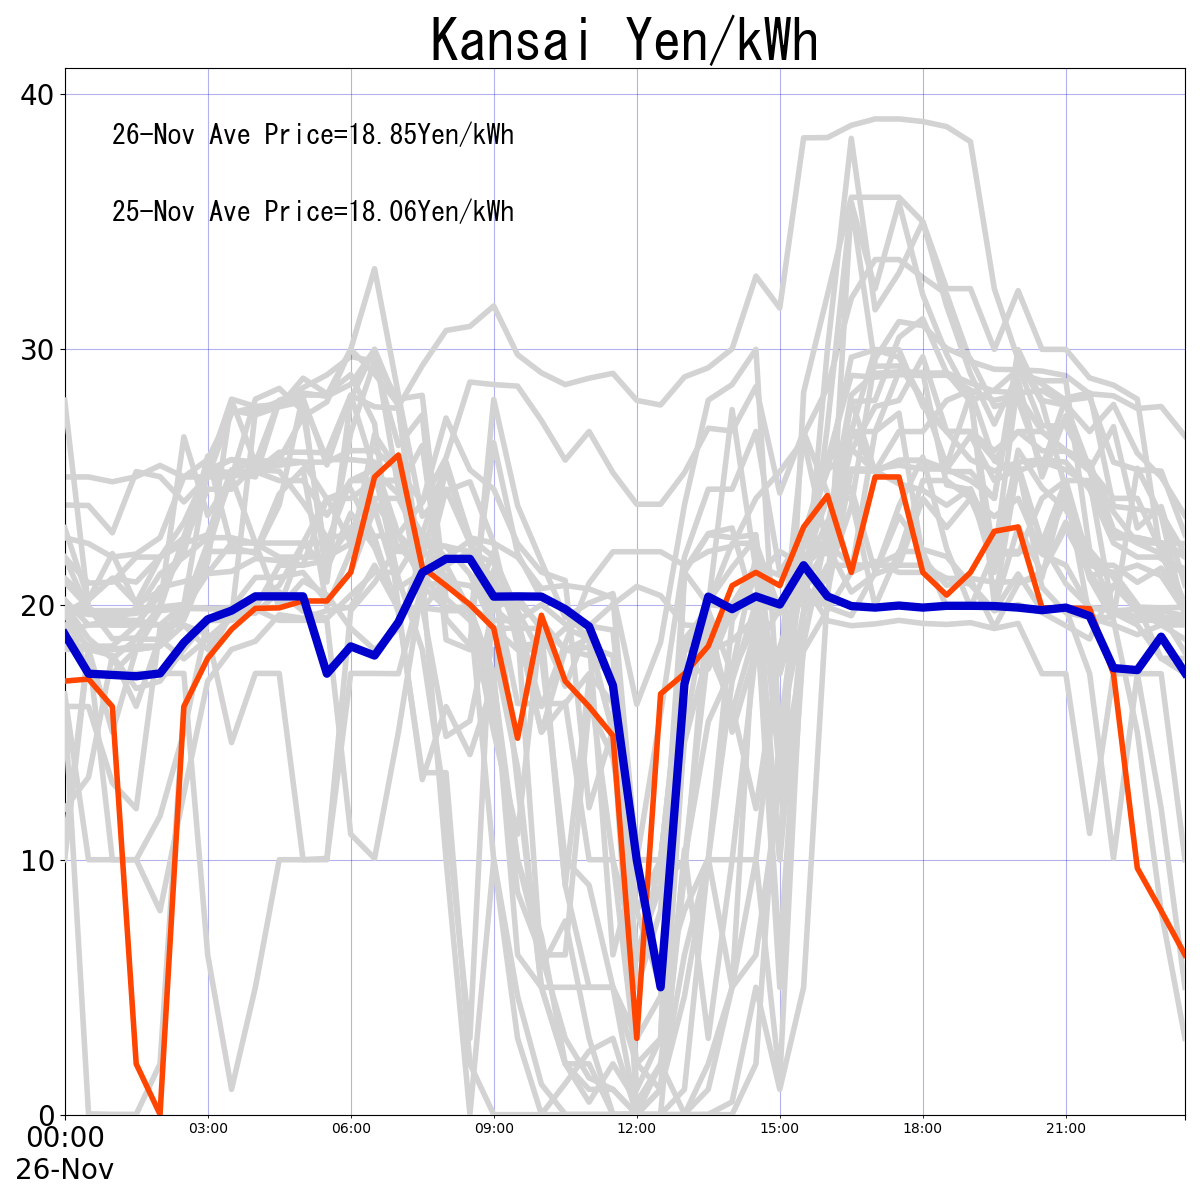 Kansai Yen/kWh
40
26-Nov Ave Price=18.85Yen/kWh
25-Nov Ave Price=18.06Yen/kWh
30
20
10
0
00:00 03:00 06:00 09:00 12:00 15:00 18:00 21:00
26-Nov